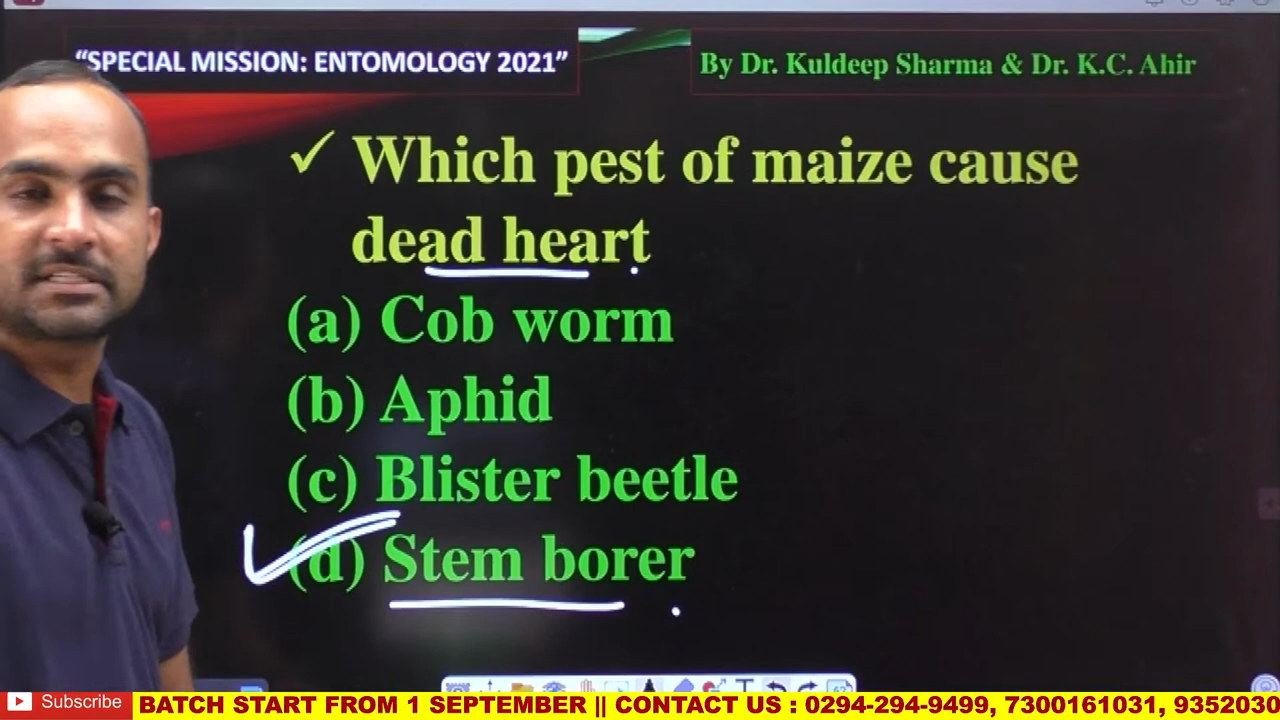 “SPECIAL MISSION: ENTOMOLOGY 2021”
By Dr. Kuldeep Sharma & Dr. K.C. Ahir
✓ Which pest of maize cause
dead heart
(a) Cob worm
(b) Aphid
(c) Blister beetle
(d) Stem borer
Subscribe
BATCH START FROM 1 SEPTEMBER || CONTACT US : 0294-294-9499, 7300161031, 9352030